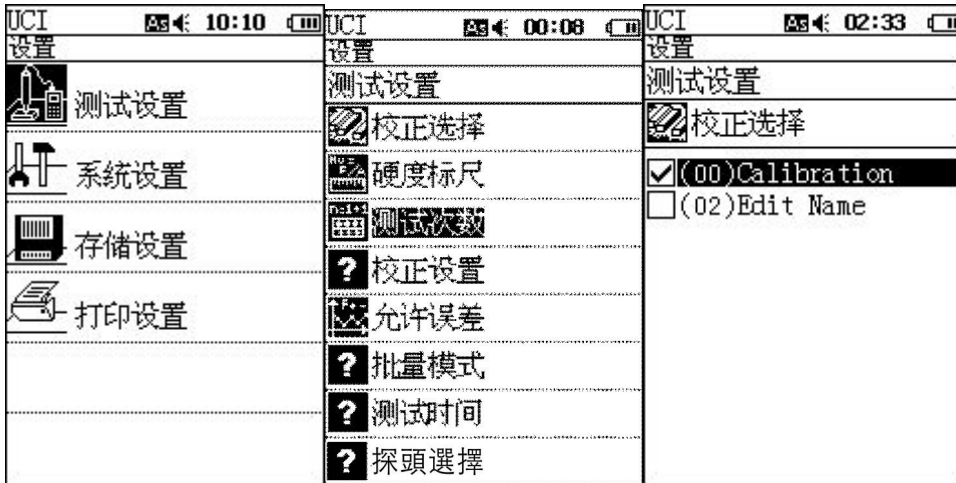 UCI As 10:10
设置
测试设置
系统设置
存储设置
打印设置
UCI As 00:08
设置
测试设置
校正选择
硬度标尺
测试次数
? 校正设置
允许误差
? 批量模式
? 测试时间
? 探頭選擇
UCI As 02:33
设置
测试设置
校正选择
(00)Calibration
(02)Edit Name